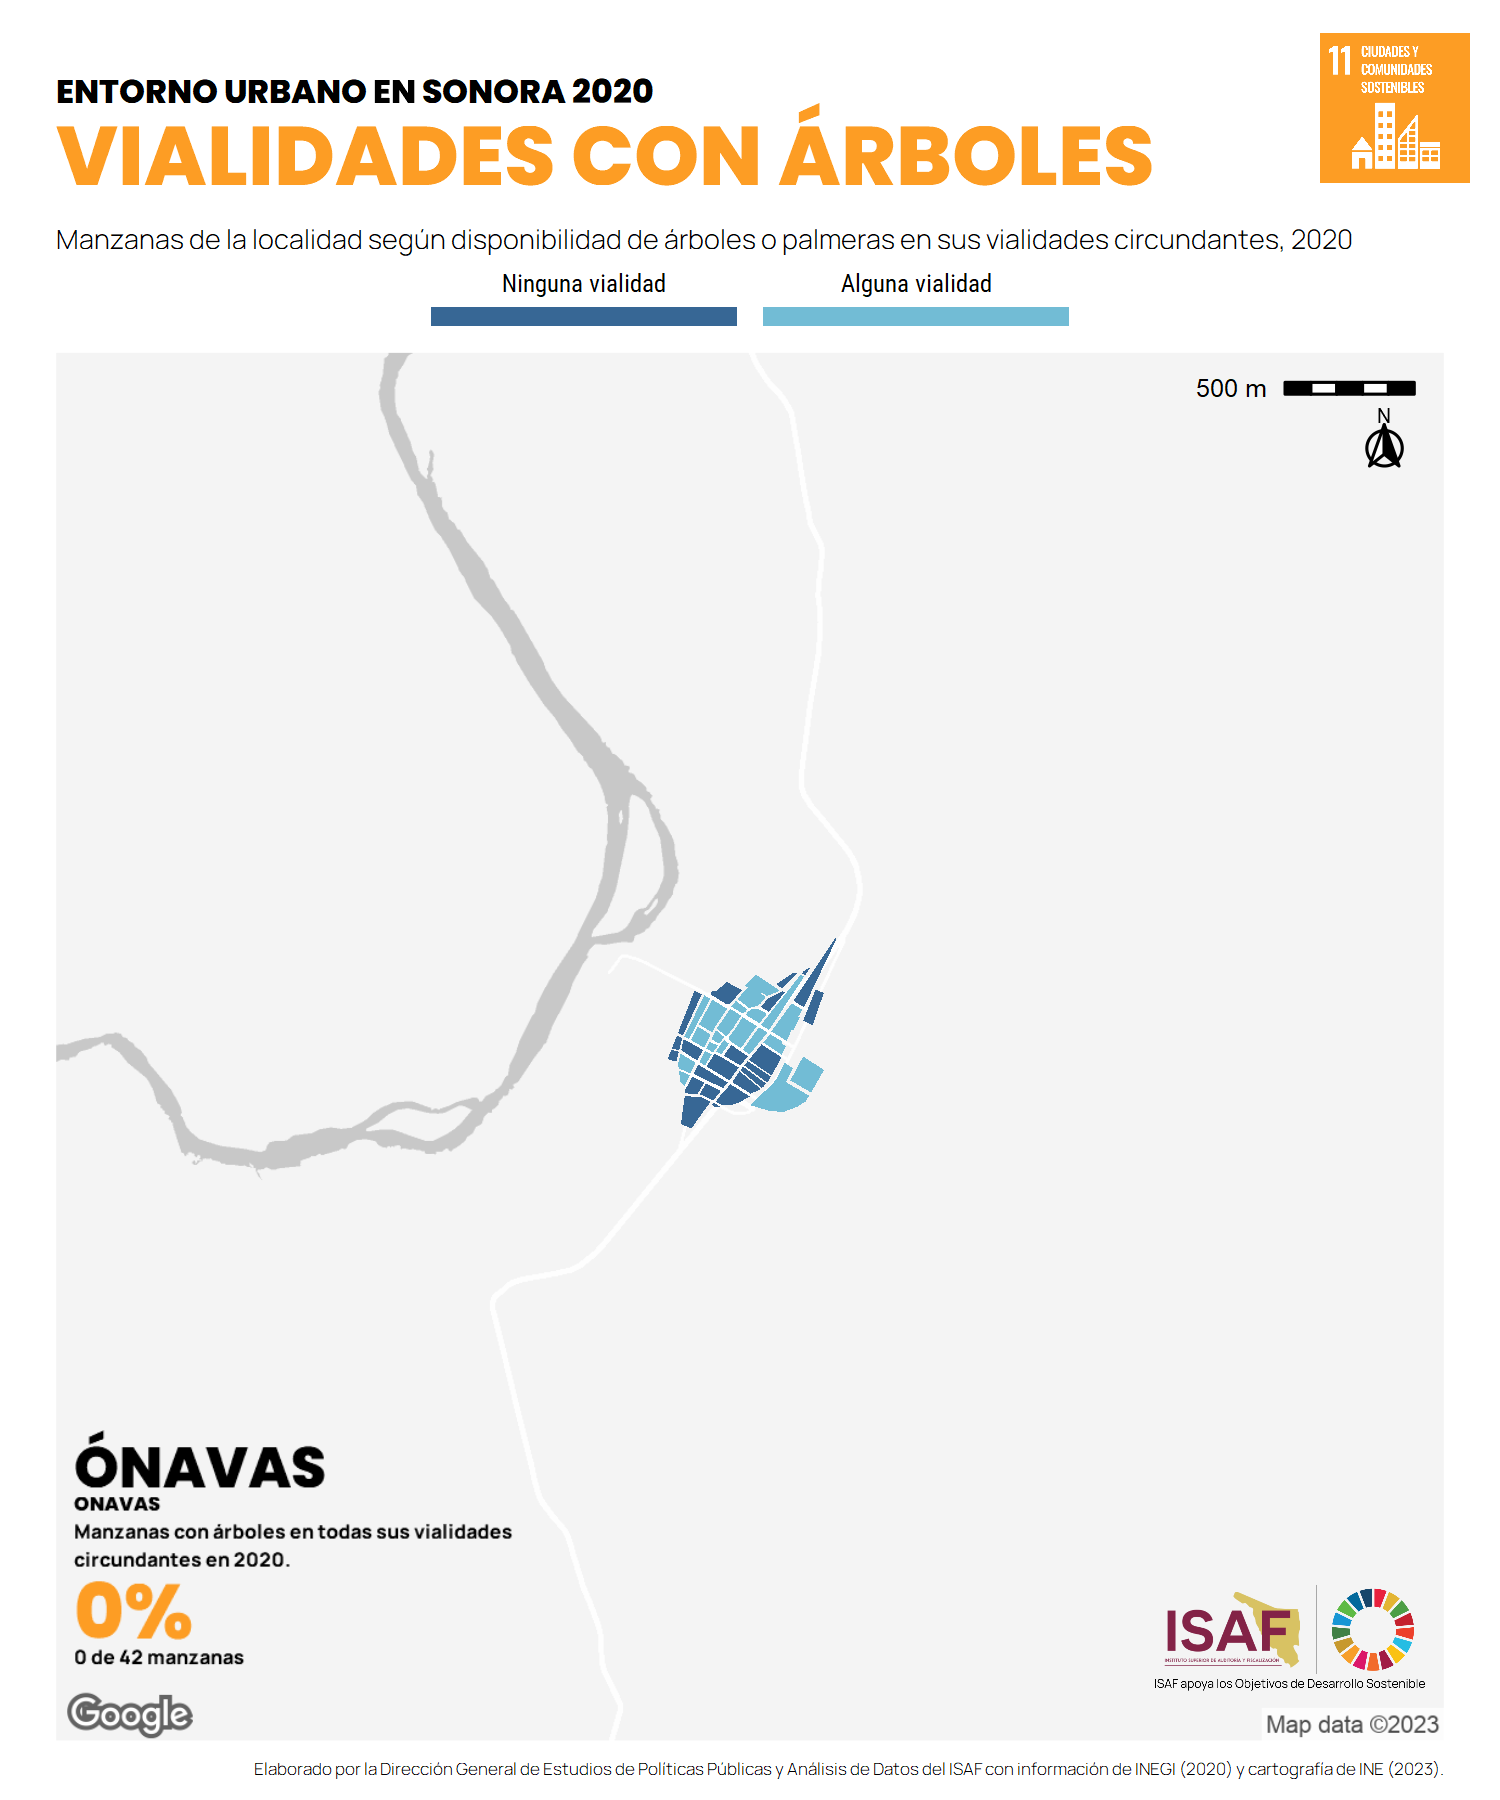 ENTORNO URBANO EN SONORA 2020
VIALIDADES CON ÁRBOLES
11 CIUDADES Y
COMUNIDADES
SOSTENIBLES
Manzanas de la localidad según disponibilidad de árboles o palmeras en sus vialidades circundantes, 2020
Ninguna vialidad Alguna vialidad
500 m
N
ÓNAVAS
ONAVAS
Manzanas con árboles en todas sus vialidades
circundantes en 2020.
0%
0 de 42 manzanas
Google
ISAF
INSTITUTO SUPERIOR DE AUDITORÍA Y FISCALIZACIÓN
ISAF apoya los Objetivos de Desarrollo Sostenible
Map data ©2023
Elaborado por la Dirección General de Estudios de Políticas Públicas y Análisis de Datos del ISAF con información de INEGI (2020) y cartografía de INE (2023).